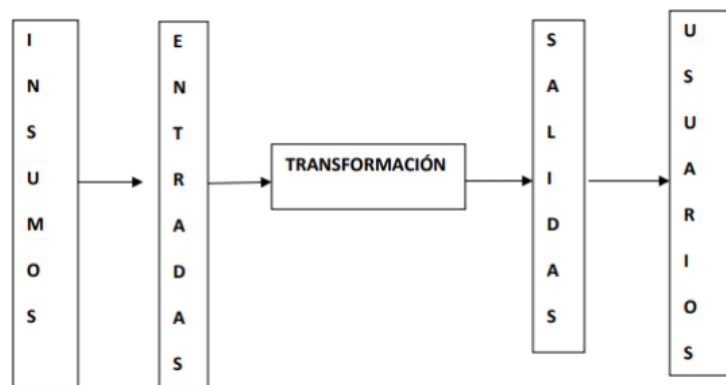 INSUMOS
ENTRADAS
TRANSFORMACIÓN
SALIDAS
USUARIOS